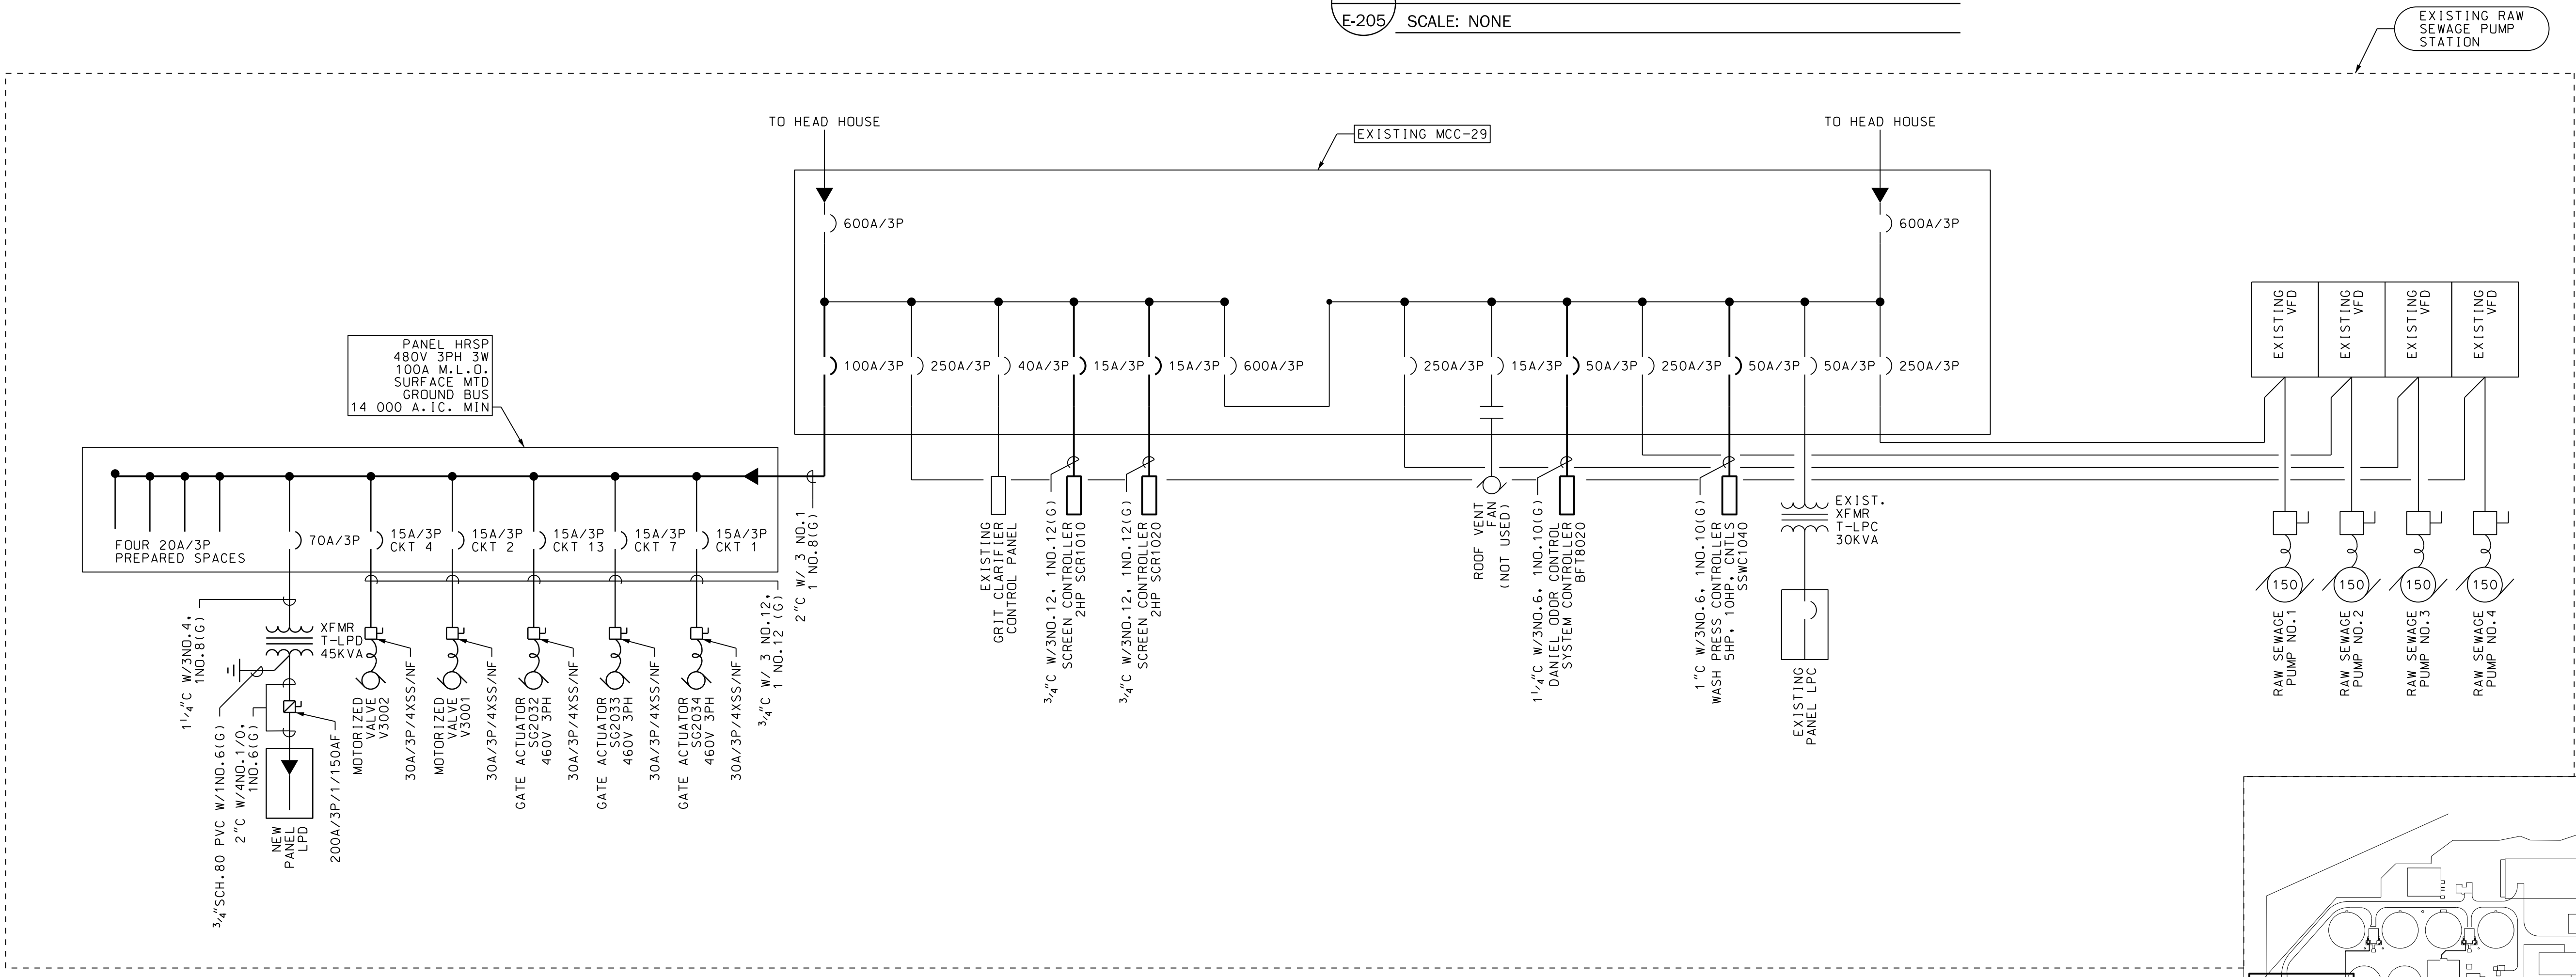 E-205
SCALE: NONE
EXISTING RAW
SEWAGE PUMP
STATION
TO HEAD HOUSE
EXISTING MCC-29
TO HEAD HOUSE
600A/3P
600A/3P
PANEL HRSP
480V 3PH 3W
100A M.L.O.
SURFACE MTD
GROUND BUS
14 000 A.IC. MIN
100A/3P
250A/3P
40A/3P
15A/3P
15A/3P
600A/3P
250A/3P
15A/3P
50A/3P
250A/3P
50A/3P
50A/3P
250A/3P
EXISTING
VFD
EXISTING
VFD
EXISTING
VFD
EXISTING
VFD
FOUR 20A/3P
PREPARED SPACES
70A/3P
15A/3P
CKT 4
15A/3P
CKT 2
15A/3P
CKT 13
15A/3P
CKT 7
15A/3P
CKT 1
2"C W/ 3 NO.1
1 NO.8(G)
3/4"C W/ 3 NO.12,
1 NO.12 (G)
1 1/4"C W/3NO.4,
1NO.8(G)
XFMR
T-LPD
45KVA
3/4"SCH.80 PVC W/1NO.6(G)
2"C W/4NO.1/0,
1NO.6(G)
NEW
PANEL
LPD
200A/3P/1/150AF
MOTORIZED
VALVE
V3002
30A/3P/4XSS/NF
MOTORIZED
VALVE
V3001
30A/3P/4XSS/NF
GATE ACTUATOR
SG2032
460V 3PH
30A/3P/4XSS/NF
GATE ACTUATOR
SG2033
460V 3PH
30A/3P/4XSS/NF
GATE ACTUATOR
SG2034
460V 3PH
30A/3P/4XSS/NF
EXISTING
GRIT CLARIFIER
CONTROL PANEL
3/4"C W/3NO.12, 1NO.12(G)
SCREEN CONTROLLER
2HP SCR1010
3/4"C W/3NO.12, 1NO.12(G)
SCREEN CONTROLLER
2HP SCR1020
ROOF VENT
FAN
(NOT USED)
1 1/4"C W/3NO.6, 1NO.10(G)
DANIEL ODOR CONTROL
SYSTEM CONTROLLER
BFT8020
1"C W/3NO.6, 1NO.10(G)
WASH PRESS CONTROLLER
5HP, 10HP, CNTLS
SSWC1040
EXIST.
XFMR
T-LPC
30KVA
EXISTING
PANEL LPC
150
150
150
150
RAW SEWAGE
PUMP NO.1
RAW SEWAGE
PUMP NO.2
RAW SEWAGE
PUMP NO.3
RAW SEWAGE
PUMP NO.4